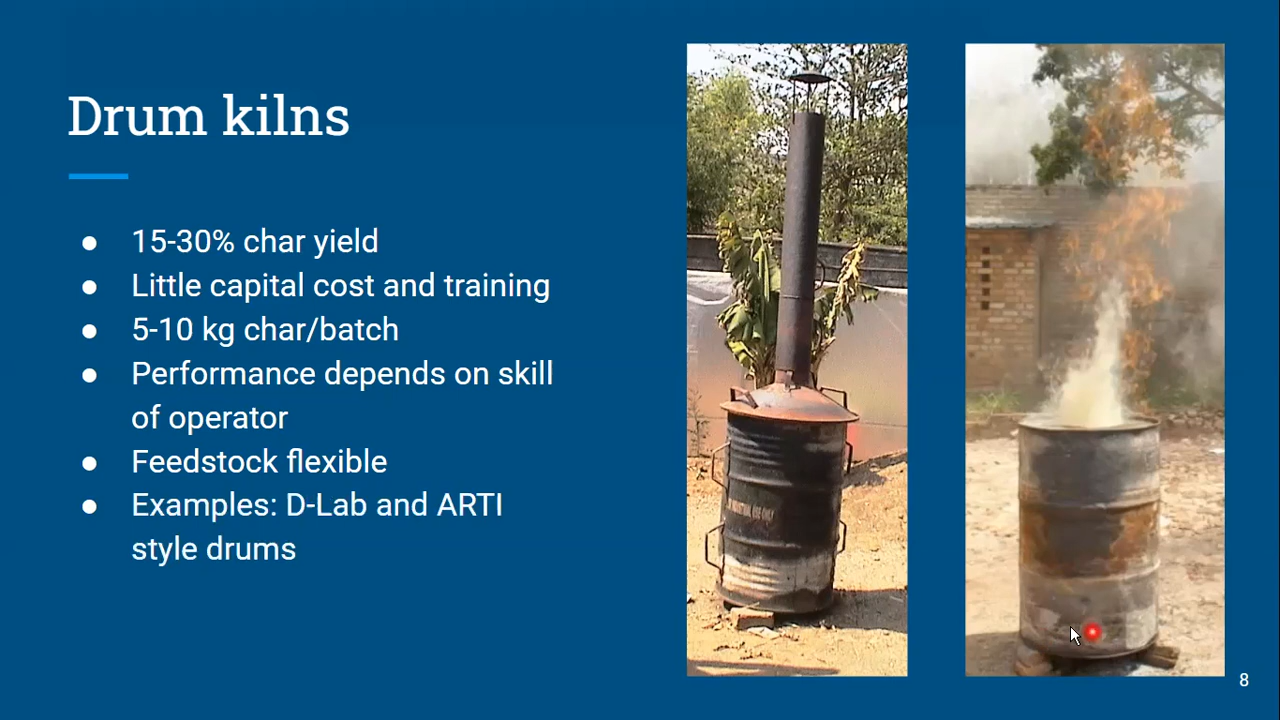 Drum kilns
● 15-30% char yield
● Little capital cost and training
● 5-10 kg char/batch
● Performance depends on skill
of operator
● Feedstock flexible
● Examples: D-Lab and ARTI
style drums
8